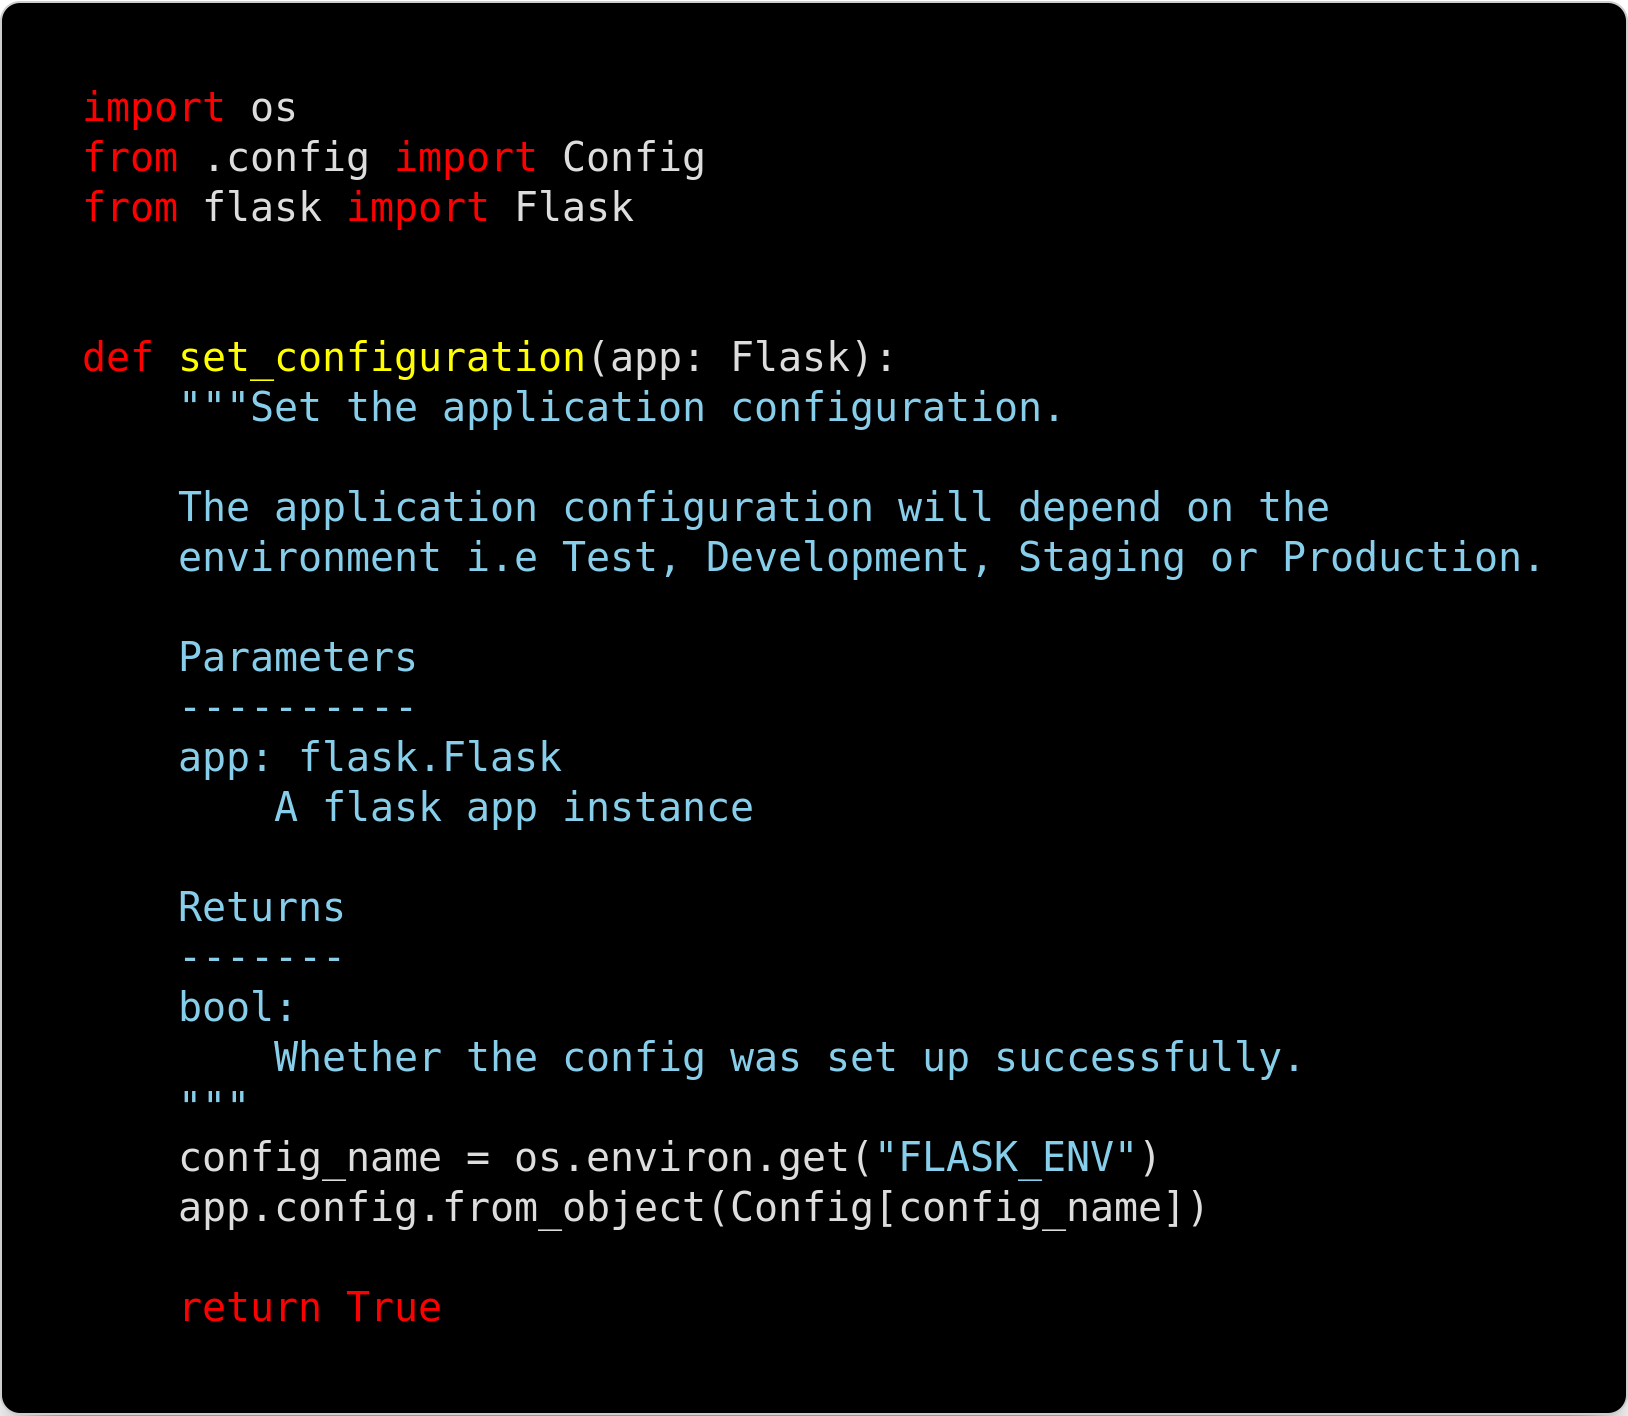 import os
from .config import Config
from flask import Flask


def set_configuration(app: Flask):
    """Set the application configuration.

    The application configuration will depend on the
    environment i.e Test, Development, Staging or Production.

    Parameters
    ----------
    app: flask.Flask
        A flask app instance

    Returns
    -------
    bool:
        Whether the config was set up successfully.
    """
    config_name = os.environ.get("FLASK_ENV")
    app.config.from_object(Config[config_name])

    return True